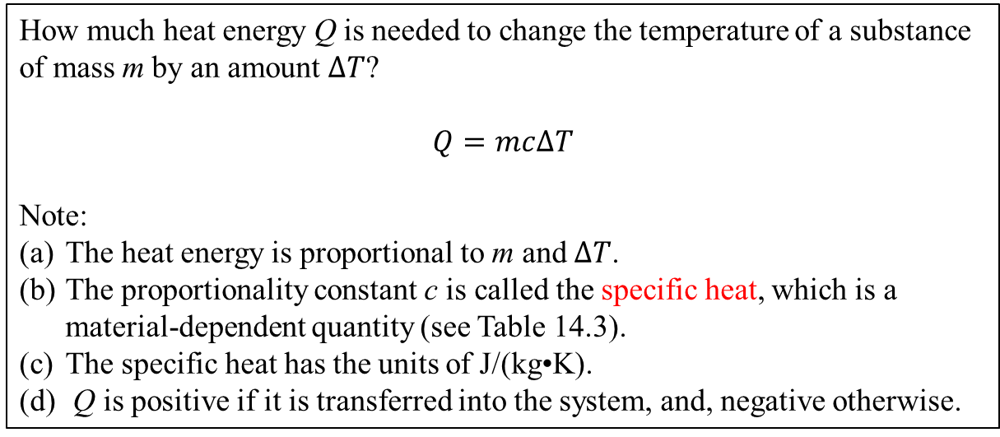 How much heat energy Q is needed to change the temperature of a substance
of mass m by an amount ΔT?
Q = mcΔT
Note:
(a) The heat energy is proportional to m and ΔT.
(b) The proportionality constant c is called the specific heat, which is a
material-dependent quantity (see Table 14.3).
(c) The specific heat has the units of J/(kg•K).
(d) Q is positive if it is transferred into the system, and, negative otherwise.